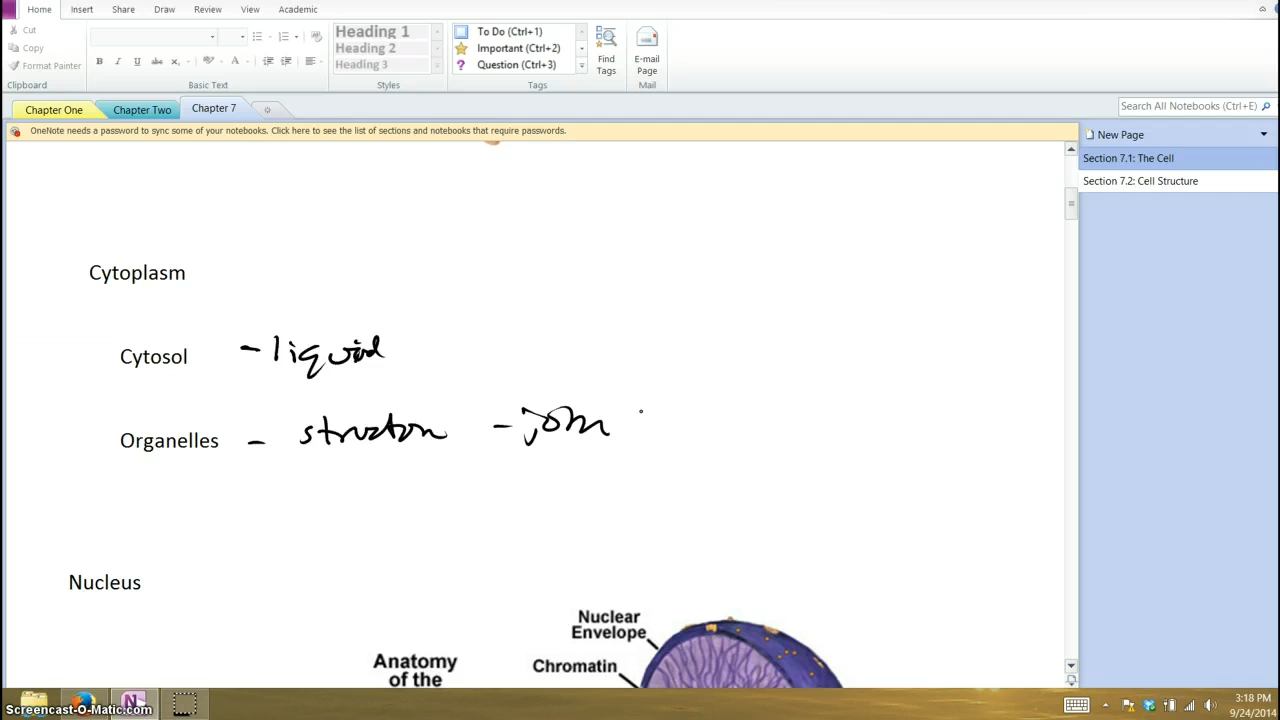 Home Insert Share Draw Review View Academic
Cut
Copy
Format Painter
Clipboard
B I U abc X₂ A
Basic Text
Heading 1
Heading 2
Heading 3
Styles
To Do (Ctrl+1)
Important (Ctrl+2)
Question (Ctrl+3)
Tags
Find Tags
E-mail Page
Mail
Chapter One Chapter Two Chapter 7
Search All Notebooks (Ctrl+E)
OneNote needs a password to sync some of your notebooks. Click here to see the list of sections and notebooks that require passwords.
New Page
Section 7.1: The Cell
Section 7.2: Cell Structure
Cytoplasm
Cytosol - liquid
Organelles -
Nucleus
Nuclear
Envelope
Chromatin
Anatomy
of the
Screencast-O-Matic.com
3:18 PM
9/24/2014